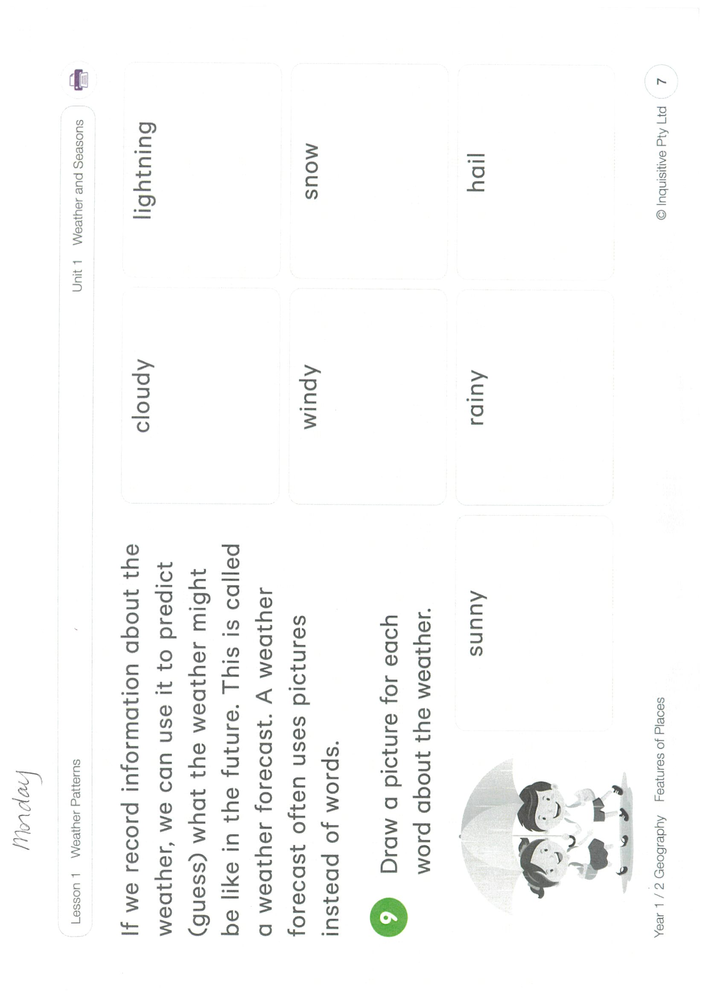 Monday
Lesson 1 Weather Patterns Unit 1 Weather and Seasons
If we record information about the
weather, we can use it to predict
(guess) what the weather might
be like in the future. This is called
a weather forecast. A weather
forecast often uses pictures
instead of words.
9 Draw a picture for each
word about the weather.
cloudy
lightning
windy
snow
sunny
rainy
hail
Year 1 / 2 Geography Features of Places
© Inquisitive Pty Ltd 7